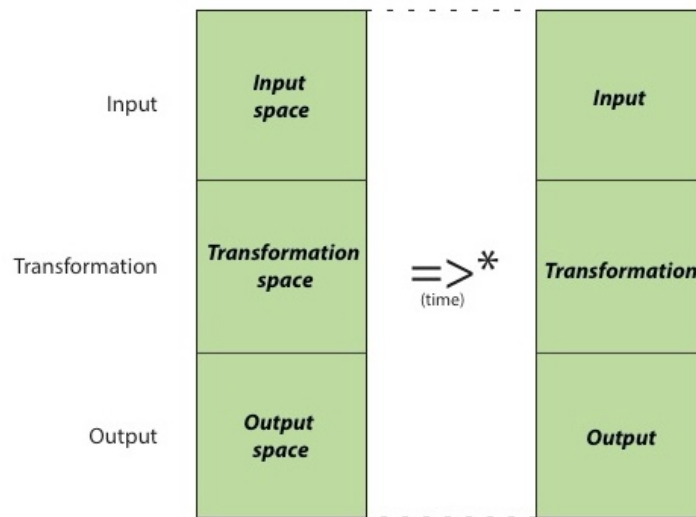 Input
Input
space
Input
Transformation
Transformation
space
=>*
(time)
Transformation
Output
Output
space
Output